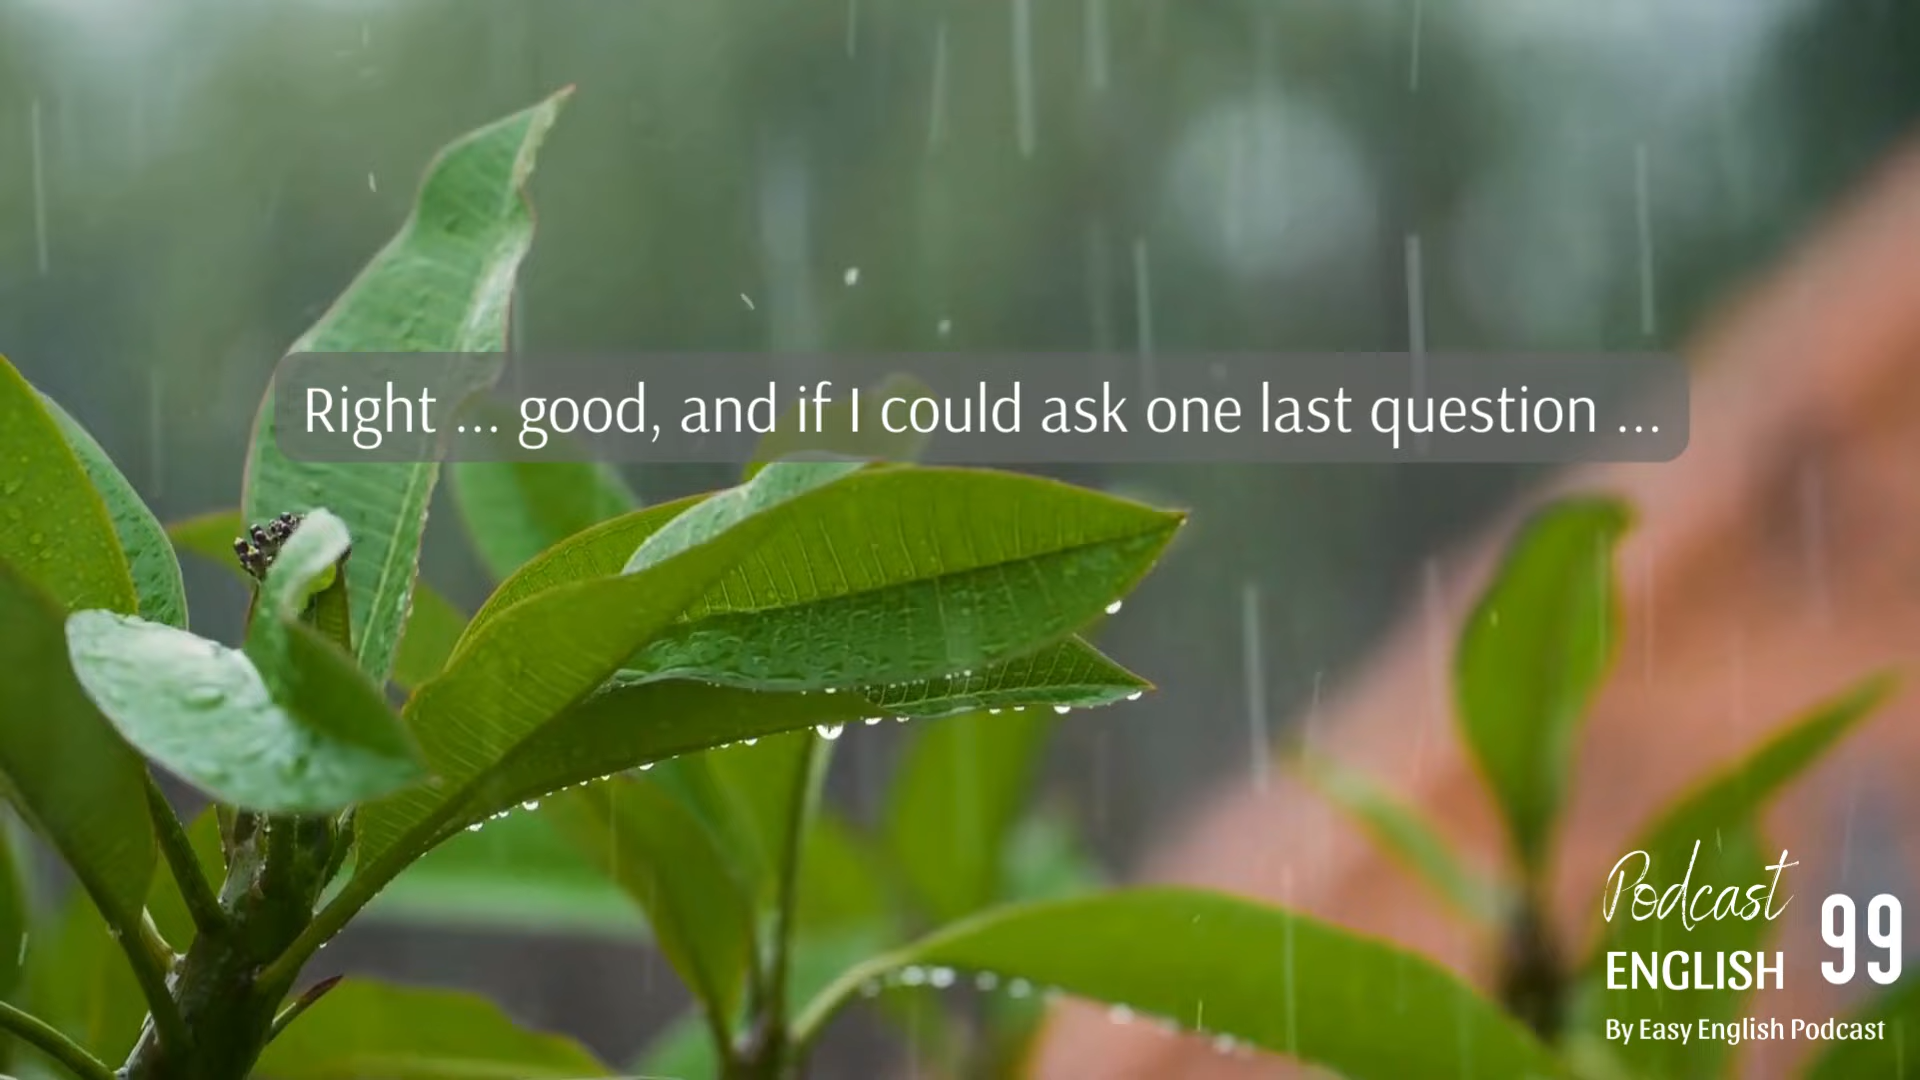 Right ... good, and if I could ask one last question ...
Podcast
ENGLISH 99
By Easy English Podcast